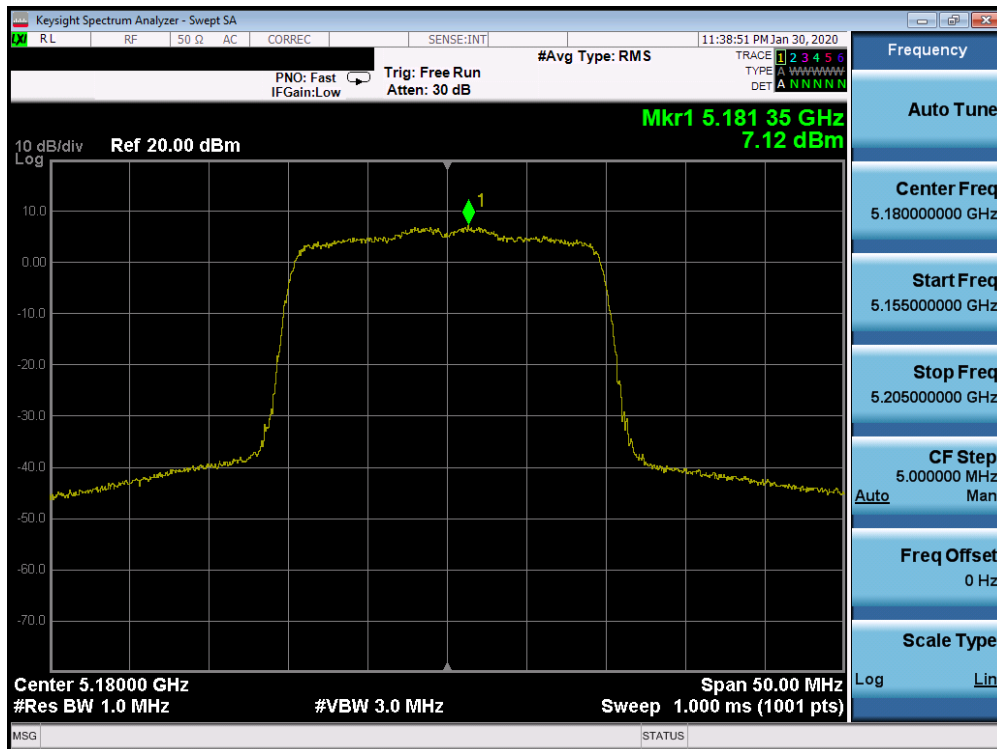 Keysight Spectrum Analyzer - Swept SA
LXI RL RF 50 Ω AC CORREC SENSE:INT 11:38:51 PM Jan 30, 2020
#Avg Type: RMS
TRACE 1 2 3 4 5 6
PNO: Fast Trig: Free Run
TYPE A WWWWW
IFGain:Low Atten: 30 dB
DET A N N N N N
Mkr1 5.181 35 GHz
7.12 dBm
10 dB/div Ref 20.00 dBm
Log
1
10.0
0.00
-10.0
-20.0
-30.0
-40.0
-50.0
-60.0
-70.0
Center 5.18000 GHz Span 50.00 MHz
#Res BW 1.0 MHz #VBW 3.0 MHz Sweep 1.000 ms (1001 pts)
MSG STATUS
Frequency
Auto Tune
Center Freq
5.180000000 GHz
Start Freq
5.155000000 GHz
Stop Freq
5.205000000 GHz
CF Step
5.000000 MHz
Auto Man
Freq Offset
0 Hz
Scale Type
Log Lin